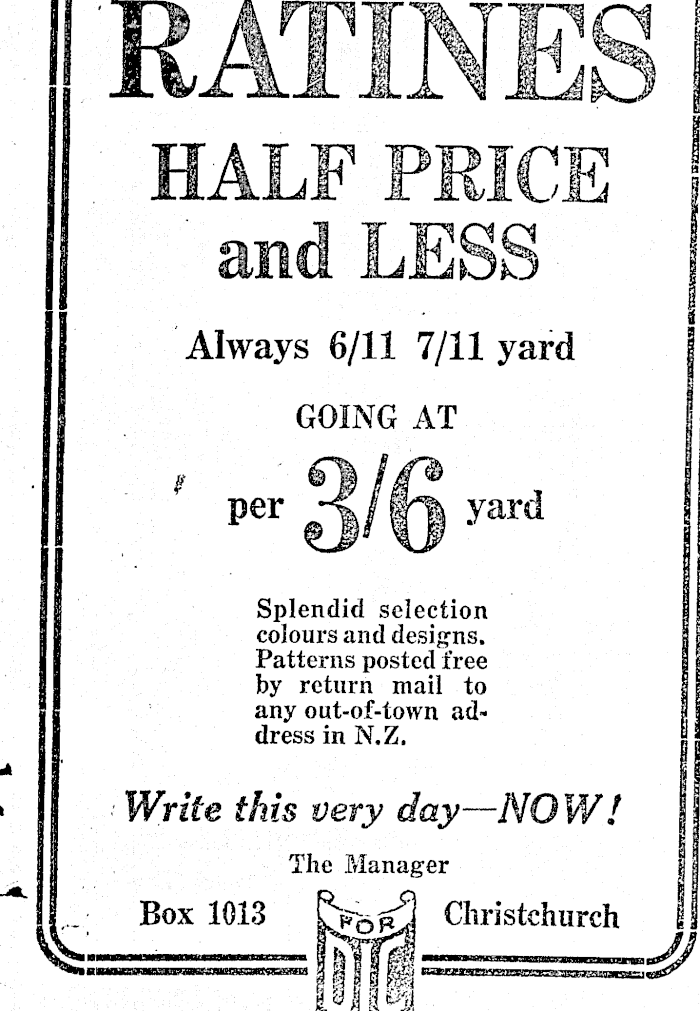 RATINES
HALF PRICE
and LESS
Always 6/11 7/11 yard
GOING AT
per 3/6 yard
Splendid selection
colours and designs.
Patterns posted free
by return mail to
any out-of-town ad-
dress in N.Z.
Write this very day—NOW!
The Manager
Box 1013 Christchurch
FOR